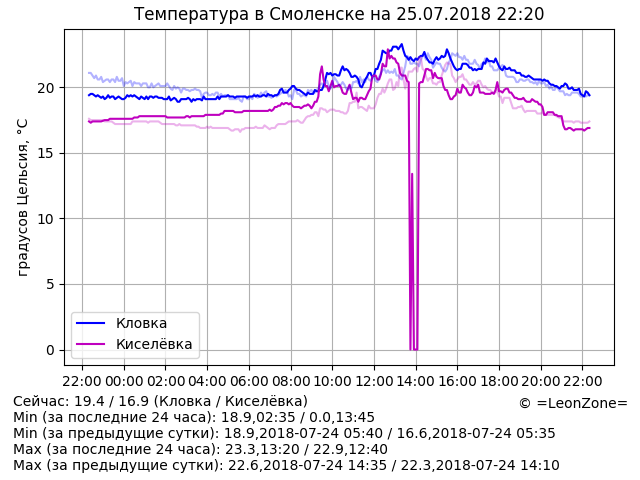 Температура в Смоленске на 25.07.2018 22:20
градусов Цельсия, °C
20
15
10
5
0
Кловка
Киселёвка
22:00 00:00 02:00 04:00 06:00 08:00 10:00 12:00 14:00 16:00 18:00 20:00 22:00
Сейчас: 19.4 / 16.9 (Кловка / Киселёвка)
© =LeonZone=
Min (за последние 24 часа): 18.9,02:35 / 0.0,13:45
Min (за предыдущие сутки): 18.9,2018-07-24 05:40 / 16.6,2018-07-24 05:35
Max (за последние 24 часа): 23.3,13:20 / 22.9,12:40
Max (за предыдущие сутки): 22.6,2018-07-24 14:35 / 22.3,2018-07-24 14:10